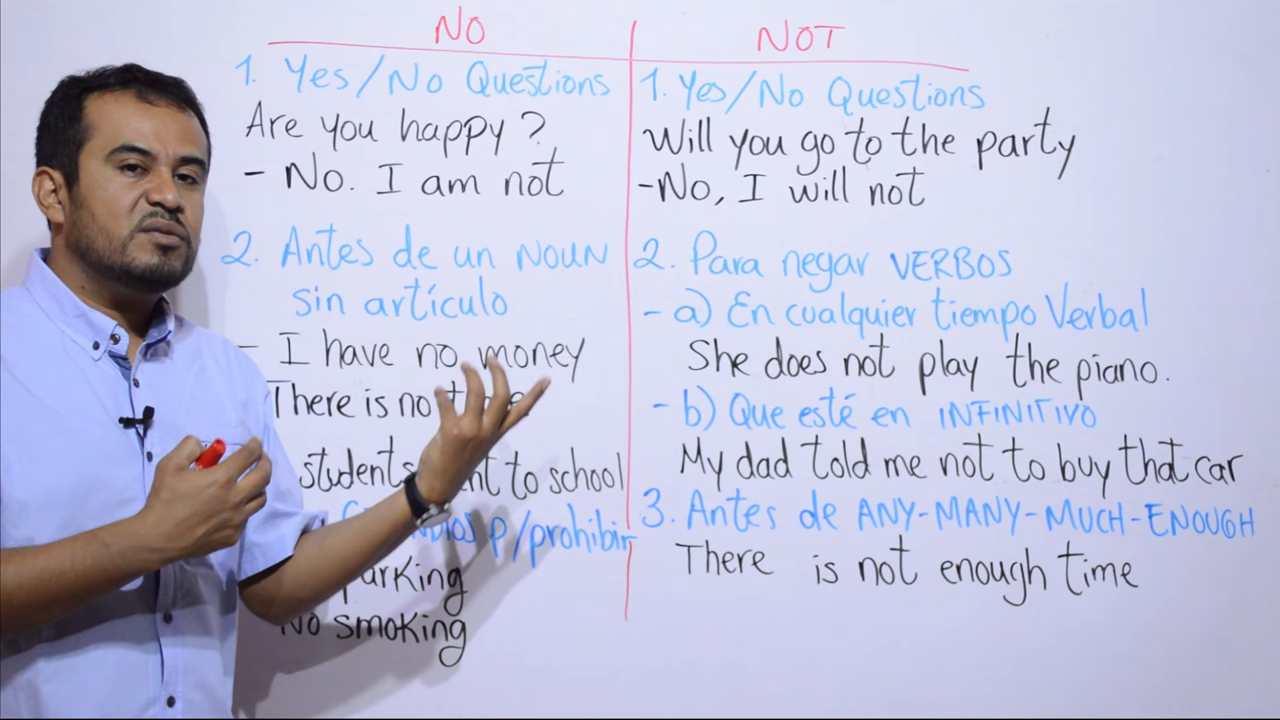 NO
1. Yes/No Questions
Are you happy?
- No. I am not
2. Antes de un NOUN
sin artículo
- I have no money
There is no
students to school
p/prohibir
No smoking
NOT
1. Yes/No Questions
Will you go to the party
-No, I will not
2. Para negar VERBOS
- a) En cualquier tiempo Verbal
She does not play the piano.
- b) Que esté en INFINITIVO
My dad told me not to buy that car
3. Antes de ANY-MANY-MUCH-ENOUGH
There is not enough time